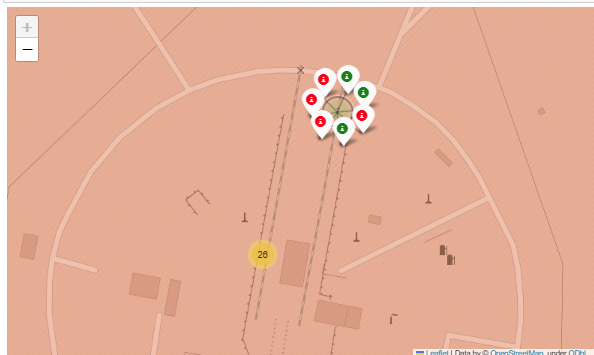 +
−
26
Leaflet | Data by © OpenStreetMap, under ODbL.